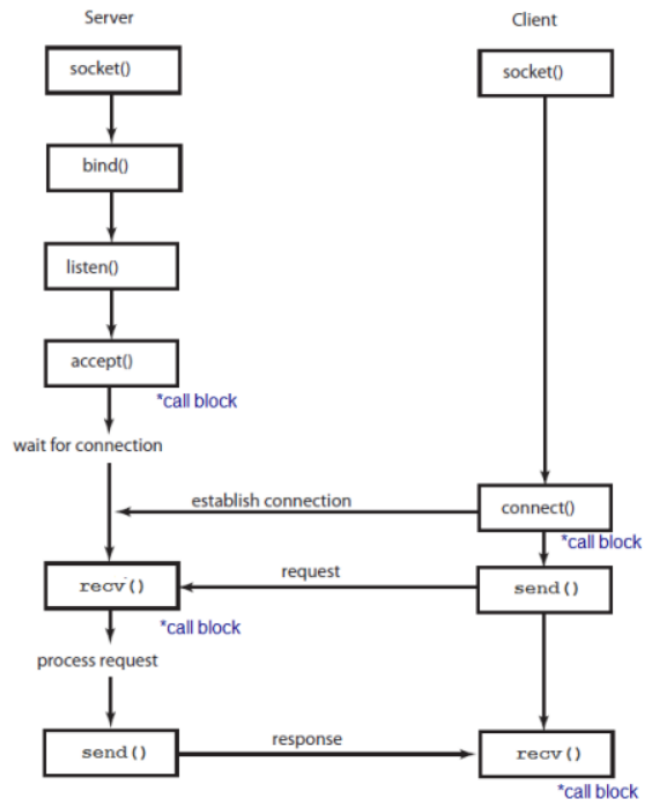 Server
Client
socket()
socket()
bind()
listen()
accept()
*call block
wait for connection
establish connection
connect()
*call block
request
recv()
send()
*call block
process request
response
send()
recv()
*call block